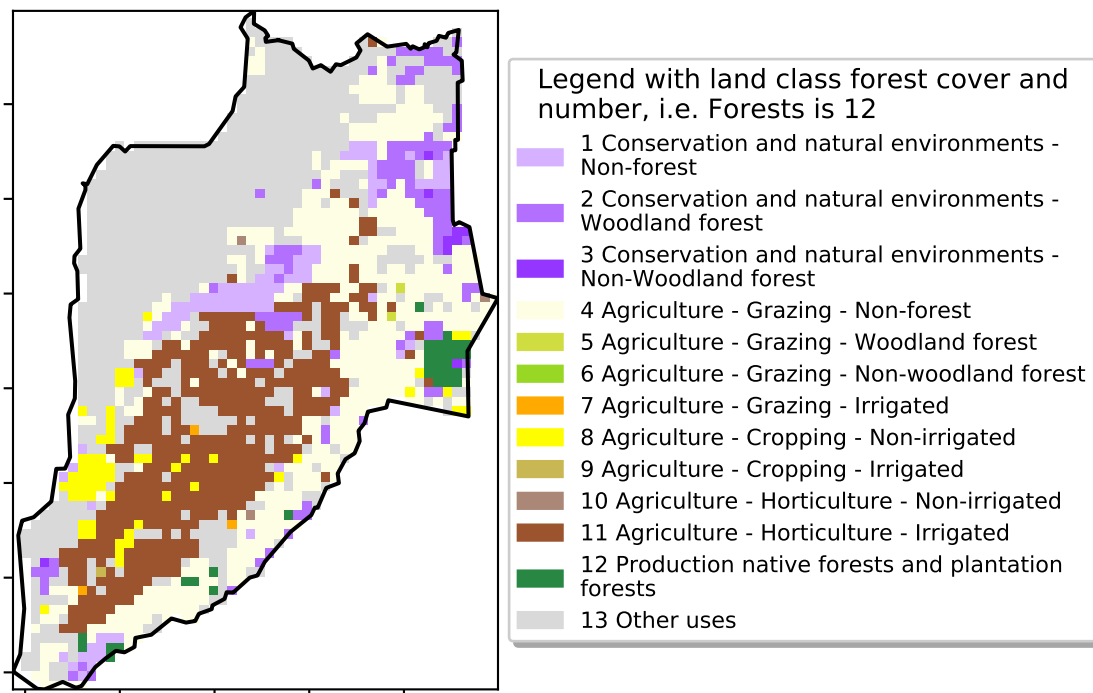 Legend with land class forest cover and
number, i.e. Forests is 12
1 Conservation and natural environments -
Non-forest
2 Conservation and natural environments -
Woodland forest
3 Conservation and natural environments -
Non-Woodland forest
4 Agriculture - Grazing - Non-forest
5 Agriculture - Grazing - Woodland forest
6 Agriculture - Grazing - Non-woodland forest
7 Agriculture - Grazing - Irrigated
8 Agriculture - Cropping - Non-irrigated
9 Agriculture - Cropping - Irrigated
10 Agriculture - Horticulture - Non-irrigated
11 Agriculture - Horticulture - Irrigated
12 Production native forests and plantation
forests
13 Other uses